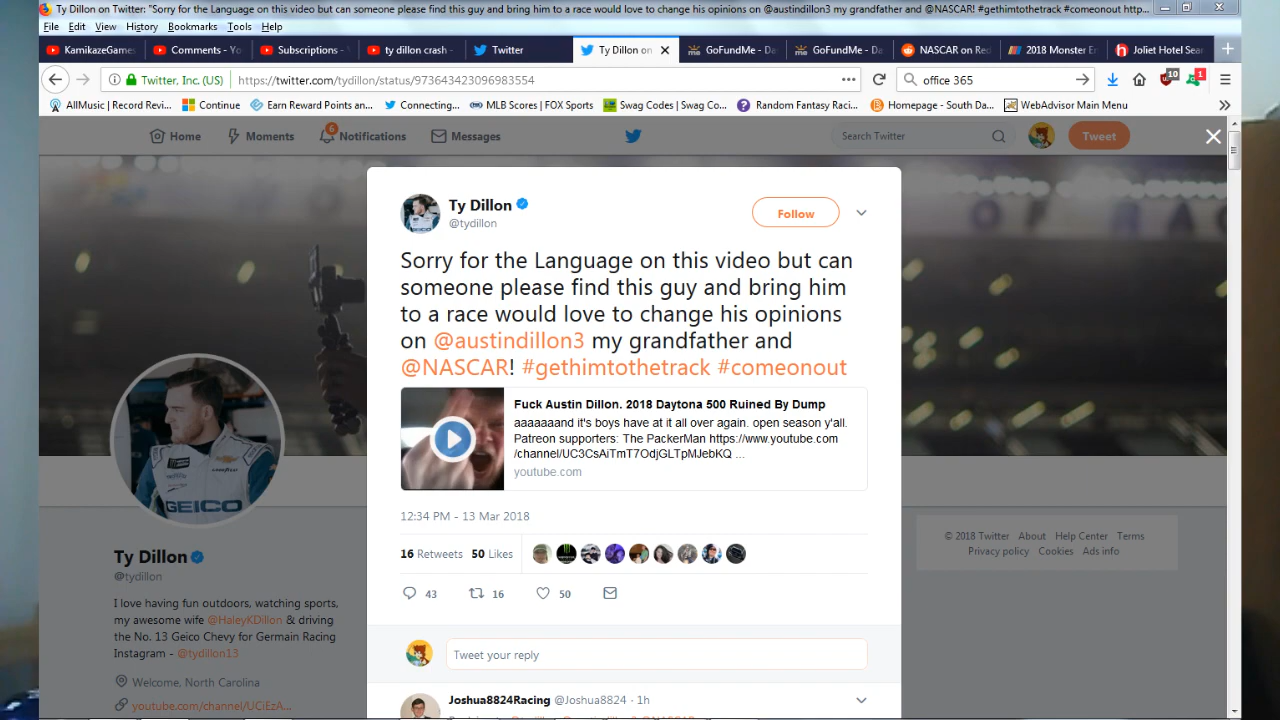 Ty Dillon on Twitter: "Sorry for the Language on this video but can someone please find this guy and bring him to a race would love to change his opinions on @austindillon3 my grandfather and @NASCAR! #gethimtothetrack #comeonout http...
File Edit View History Bookmarks Tools Help
KamikazeGames Comments - Yo Subscriptions - ty dillon crash - Twitter Ty Dillon on GoFundMe - Da GoFundMe - Da NASCAR on Red 2018 Monster En Joliet Hotel Sear
Twitter, Inc. (US) https://twitter.com/tydillon/status/973643423096983554 office 365 10 1
AllMusic | Record Revi... Continue Earn Reward Points an... Connecting... MLB Scores | FOX Sports Swag Codes | Swag Co... Random Fantasy Raci... Homepage - South Da... WebAdvisor Main Menu
Home Moments 6 Notifications Messages Search Twitter Tweet
Ty Dillon
@tydillon
Follow
Sorry for the Language on this video but can
someone please find this guy and bring him
to a race would love to change his opinions
on @austindillon3 my grandfather and
@NASCAR! #gethimtothetrack #comeonout
Fuck Austin Dillon. 2018 Daytona 500 Ruined By Dump
aaaaaaand it's boys have at it all over again. open season y'all.
Patreon supporters: The PackerMan https://www.youtube.com
/channel/UC3CsAiTmT7OdjGLTpMJebKQ ...
youtube.com
12:34 PM - 13 Mar 2018
16 Retweets 50 Likes
43 16 50
Tweet your reply
Joshua8824Racing @Joshua8824 · 1h
GEICO
Ty Dillon
@tydillon
I love having fun outdoors, watching sports,
my awesome wife @HaleyKDillon & driving
the No. 13 Geico Chevy for Germain Racing
Instagram - @tydillon13
Welcome, North Carolina
youtube.com/channel/UCiEzA...
© 2018 Twitter About Help Center Terms
Privacy policy Cookies Ads info